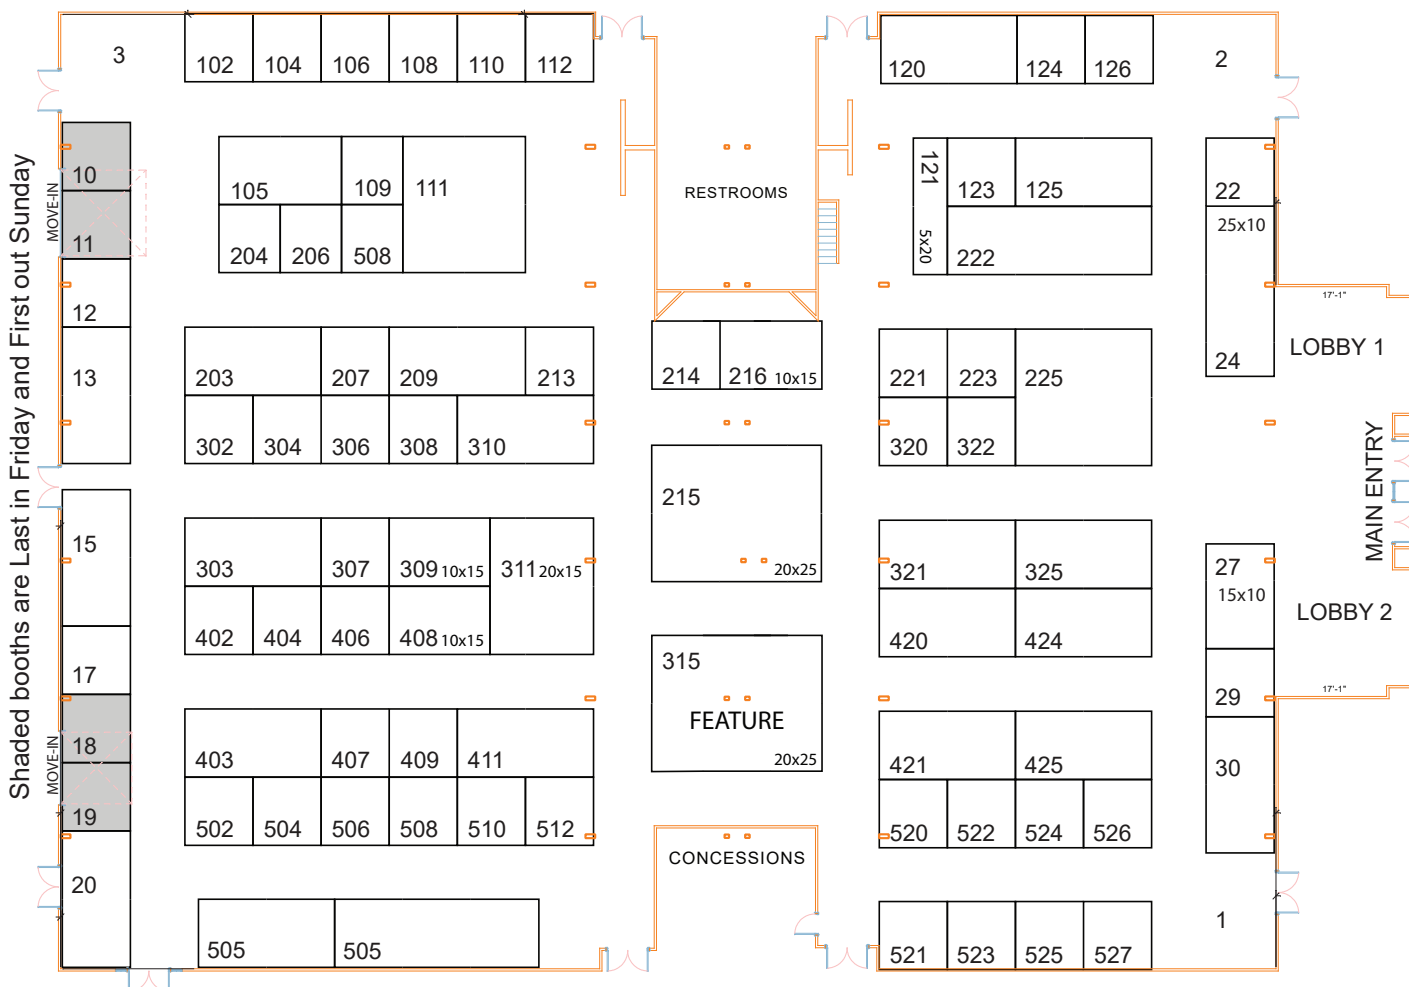 3
102 104 106 108 110 112
120 124 126
2
Shaded booths are Last in Friday and First out Sunday
MOVE-IN
10
11
12
13
15
17
MOVE-IN
18
19
20
105 109 111
204 206 508
RESTROOMS
121
5x20
123 125
222
22
25x10
24
17'-1"
LOBBY 1
203 207 209 213
302 304 306 308 310
214 216 10x15
221 223 225
320 322
215
20x25
MAIN ENTRY
303 307 309 10x15 311 20x15
402 404 406 408 10x15
321 325
420 424
27
15x10
29
30
LOBBY 2
17'-1"
315
FEATURE
20x25
403 407 409 411
502 504 506 508 510 512
421 425
520 522 524 526
CONCESSIONS
505 505
521 523 525 527
1